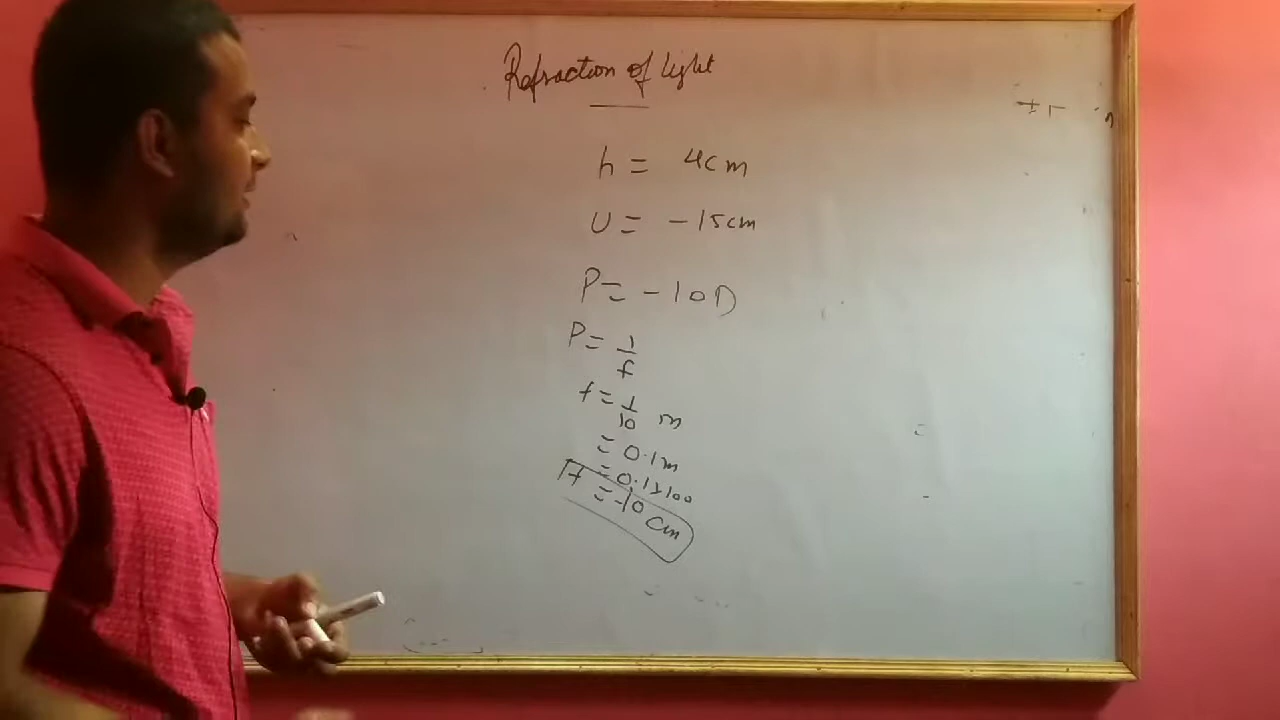 Refraction of light
h = 4cm
U = -15cm
P = -10D
P = 1/f
f = 1/10 m
= 0.1m
= 0.1×100
f = -10 cm